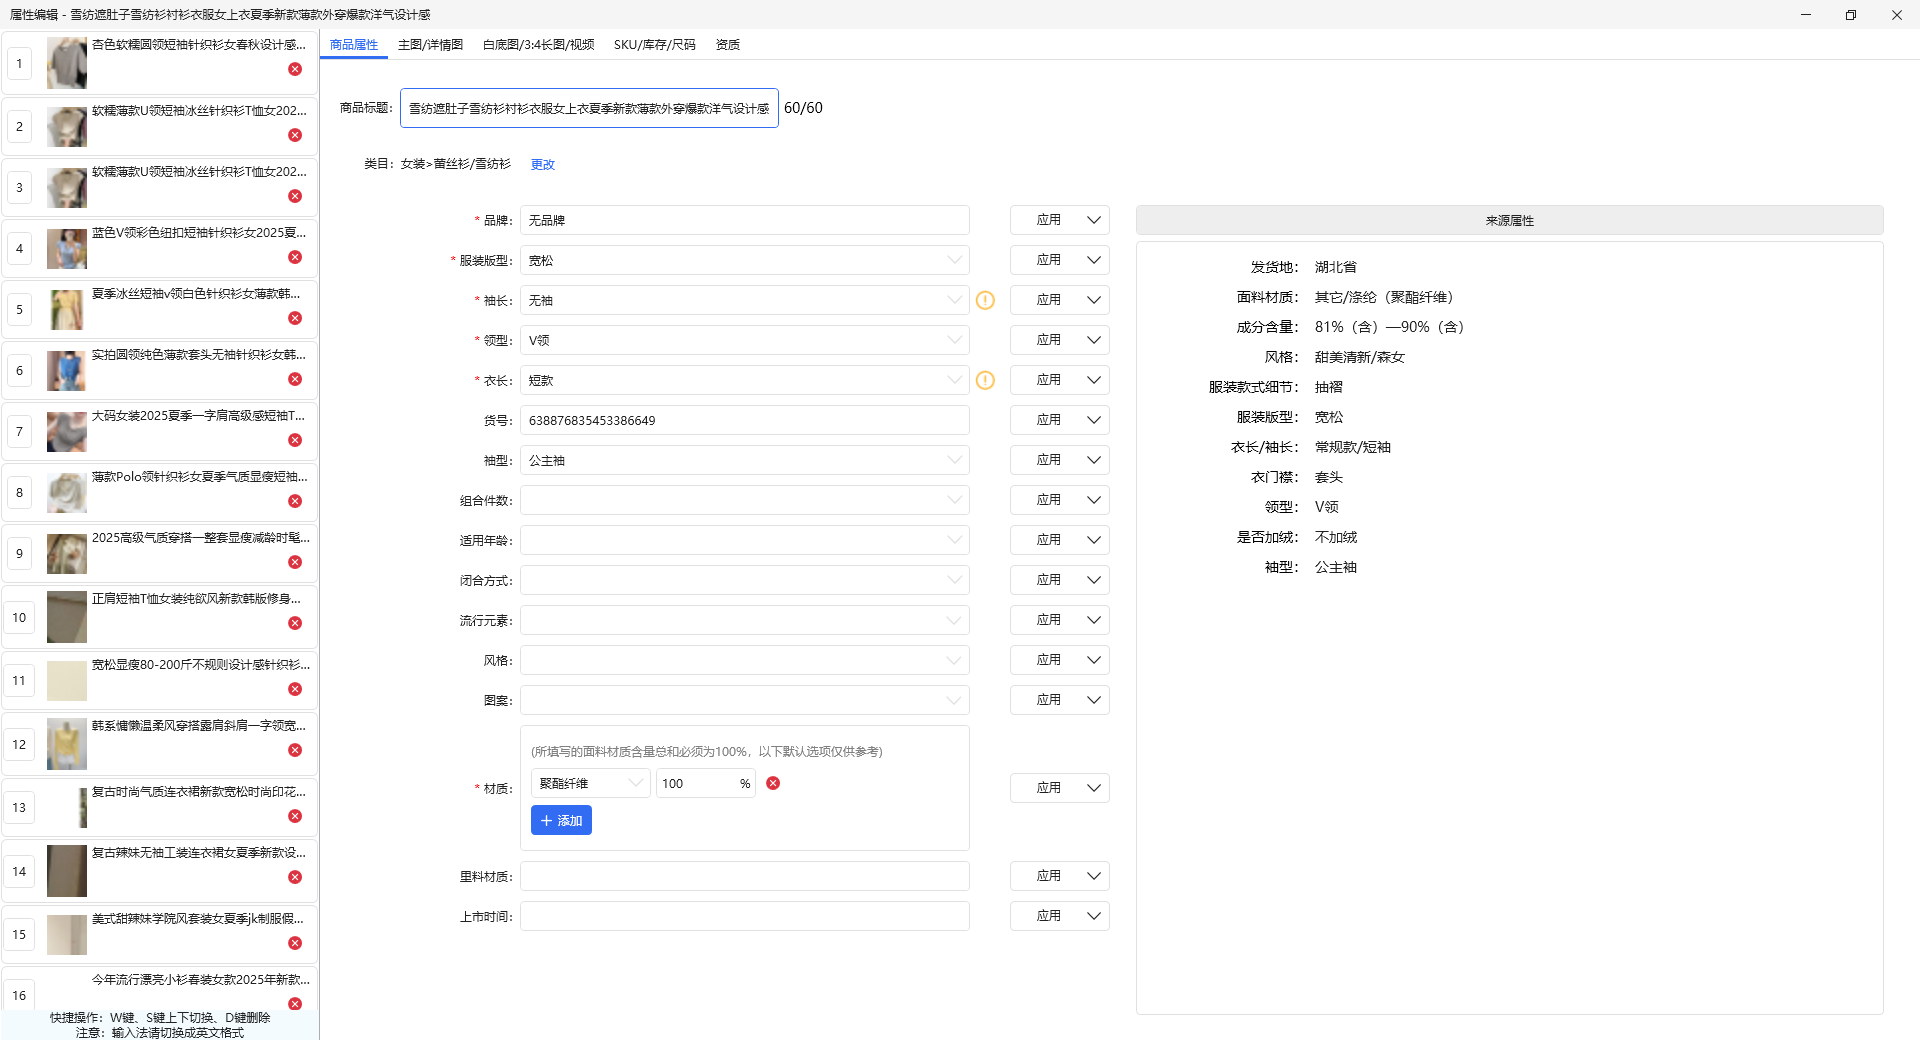 属性编辑 - 雪纺遮肚子雪纺衫衬衫衣服女上衣夏季新款薄款外穿爆款洋气设计感
1
杏色软糯圆领短袖针织衫女春秋设计感...
2
软糯薄款U领短袖冰丝针织衫T恤女202...
3
软糯薄款U领短袖冰丝针织衫T恤女202...
4
蓝色V领彩色纽扣短袖针织衫女2025夏...
5
夏季冰丝短袖v领白色针织衫女薄款韩...
6
实拍圆领纯色薄款套头无袖针织衫女韩...
7
大码女装2025夏季一字肩高级感短袖T...
8
薄款Polo领针织衫女夏季气质显瘦短袖...
9
2025高级气质穿搭一整套显瘦减龄时髦...
10
正肩短袖T恤女装纯欲风新款韩版修身...
11
宽松显瘦80-200斤不规则设计感针织衫...
12
韩系慵懒温柔风穿搭露肩斜肩一字领宽...
13
复古时尚气质连衣裙新款宽松时尚印花...
14
复古辣妹无袖工装连衣裙女夏季新款设...
15
美式甜辣妹学院风套装女夏季jk制服假...
16
今年流行漂亮小衫春装女款2025年新款...
快捷操作：W键、S键上下切换、D键删除
注意：输入法请切换成英文格式
商品属性 主图/详情图 白底图/3:4长图/视频 SKU/库存/尺码 资质
商品标题： 雪纺遮肚子雪纺衫衬衫衣服女上衣夏季新款薄款外穿爆款洋气设计感 60/60
类目：女装>蕾丝衫/雪纺衫 更改
* 品牌： 无品牌 应用
* 服装版型： 宽松 应用
* 袖长： 无袖 应用
* 领型： V领 应用
* 衣长： 短款 应用
货号： 638876835453386649 应用
袖型： 公主袖 应用
组合件数： 应用
适用年龄： 应用
闭合方式： 应用
流行元素： 应用
风格： 应用
图案： 应用
(所填写的面料材质含量总和必须为100%，以下默认选项仅供参考)
* 材质： 聚酯纤维 100 % 应用
添加
里料材质： 应用
上市时间： 应用
来源属性
发货地： 湖北省
面料材质： 其它/涤纶（聚酯纤维）
成分含量： 81%（含）—90%（含）
风格： 甜美清新/森女
服装款式细节： 抽褶
服装版型： 宽松
衣长/袖长： 常规款/短袖
衣门襟： 套头
领型： V领
是否加绒： 不加绒
袖型： 公主袖